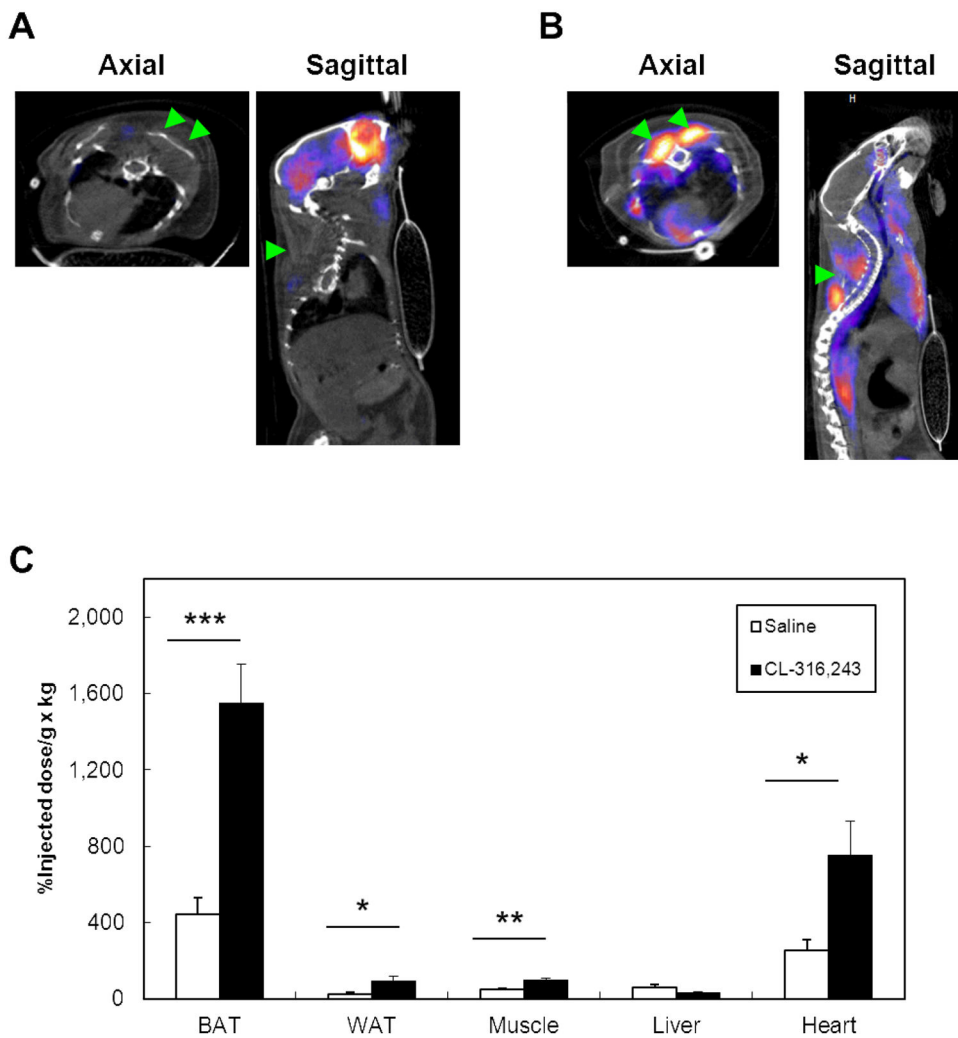 A
B
Axial
Sagittal
Axial
Sagittal
H
C
%Injected dose/g x kg
2,000
1,600
1,200
800
400
0
***
*
**
*
Saline
CL-316,243
BAT
WAT
Muscle
Liver
Heart